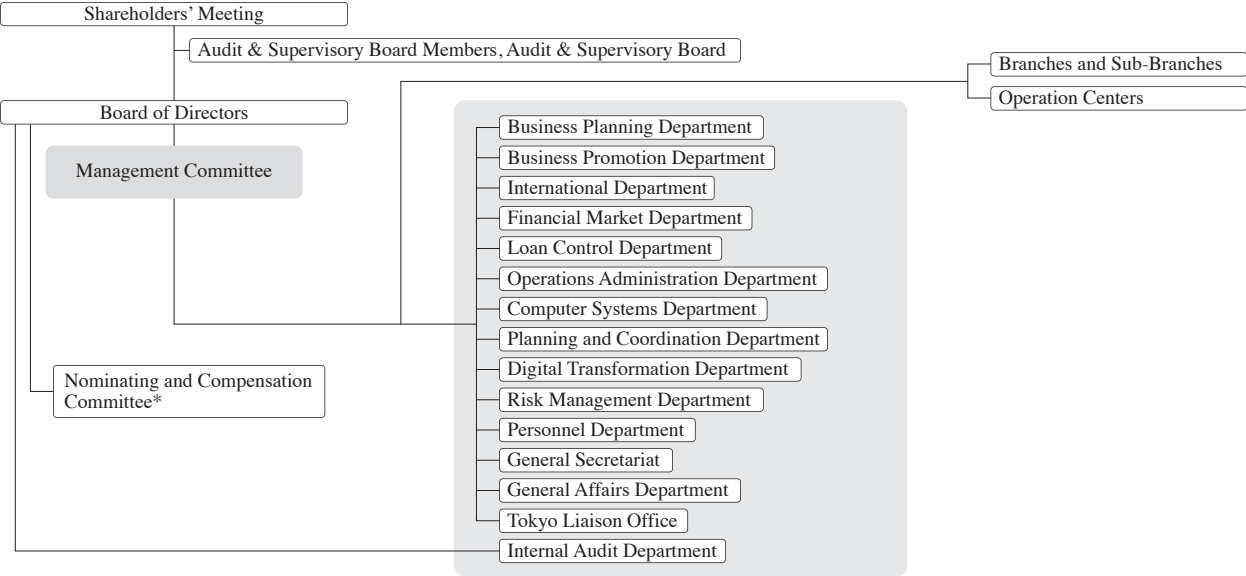 Shareholders' Meeting
Audit & Supervisory Board Members, Audit & Supervisory Board
Branches and Sub-Branches
Operation Centers
Board of Directors
Management Committee
Business Planning Department
Business Promotion Department
International Department
Financial Market Department
Loan Control Department
Operations Administration Department
Computer Systems Department
Planning and Coordination Department
Digital Transformation Department
Risk Management Department
Personnel Department
General Secretariat
General Affairs Department
Tokyo Liaison Office
Internal Audit Department
Nominating and Compensation
Committee*